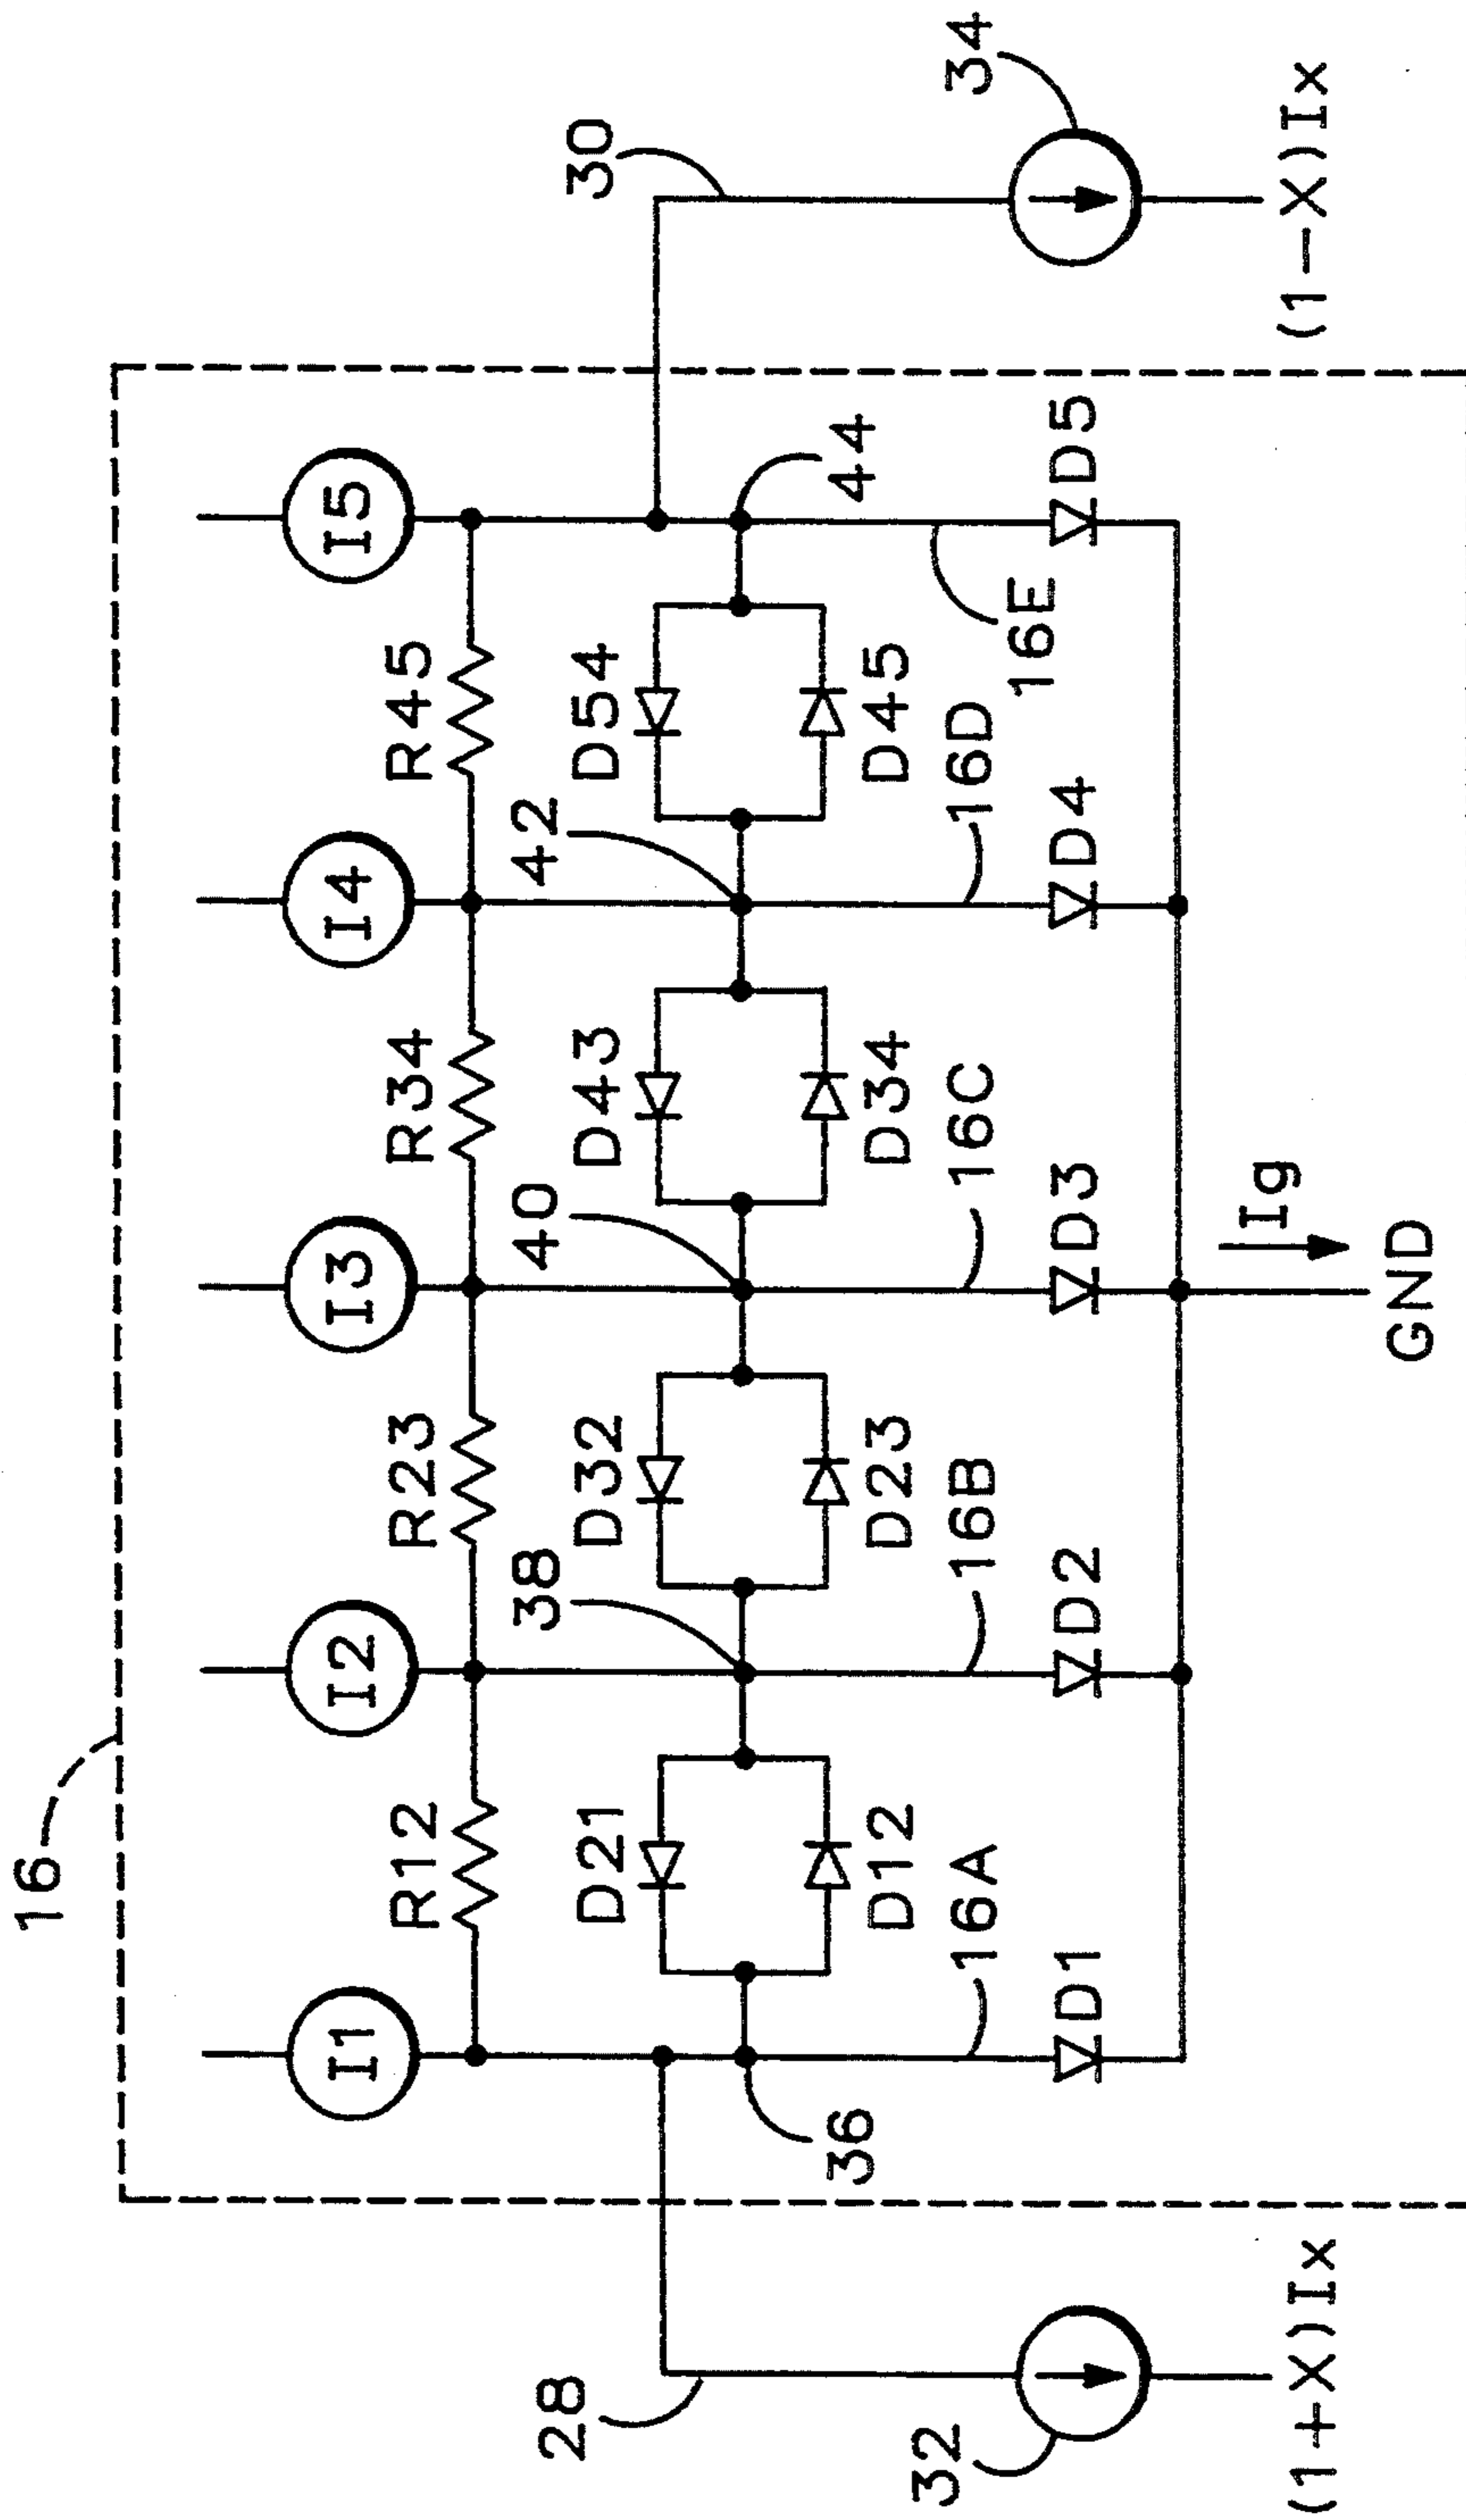 16
I1
I2
I3
I4
I5
R12
R23
R34
R45
28
38
40
42
30
D21
D32
D43
D54
36
D12
D23
D34
D45
44
32
16A
16B
16C
16D
16E
34
D1
D2
D3
D4
D5
Ig
(1+X)Ix
(1−X)Ix
GND